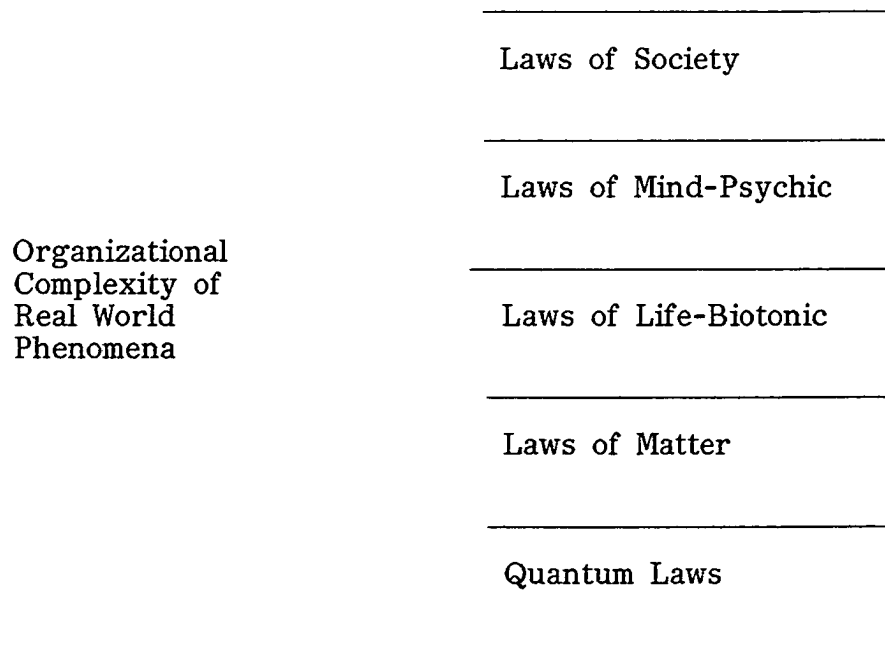 Laws of Society
Laws of Mind-Psychic
Organizational
Complexity of
Real World
Phenomena
Laws of Life-Biotonic
Laws of Matter
Quantum Laws